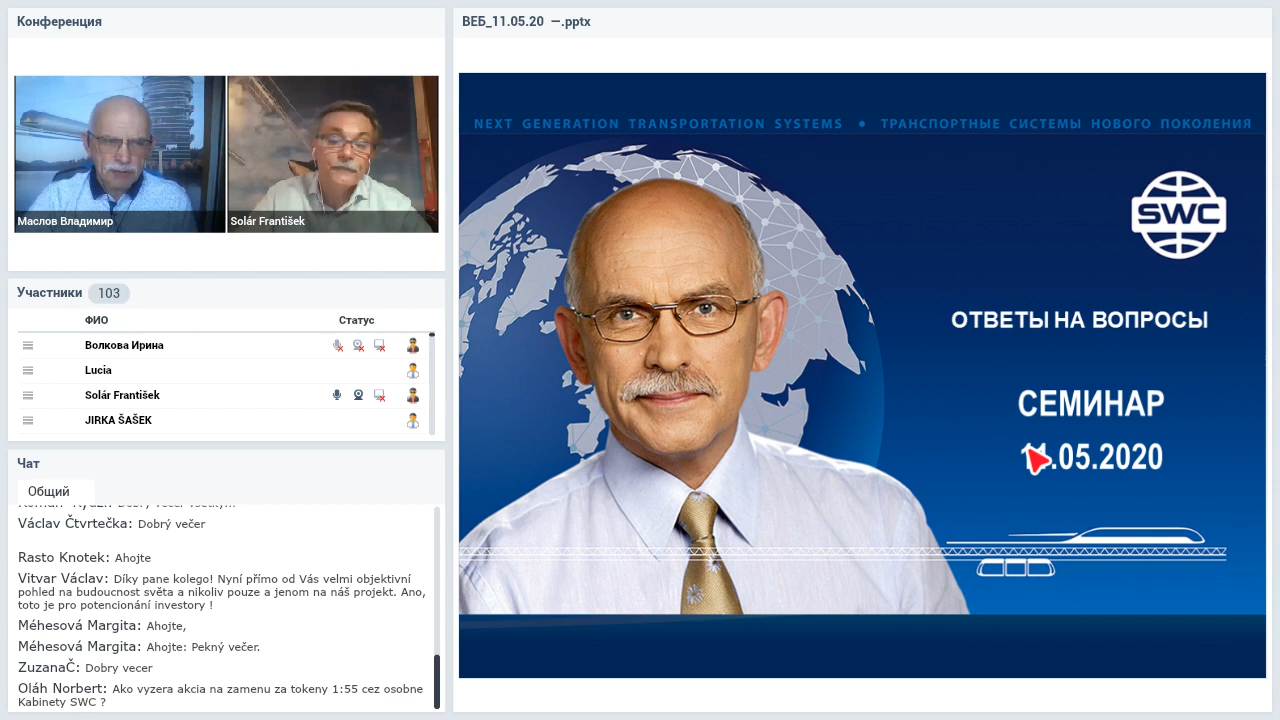 Конференция
Маслов Владимир
Solár František
Участники 103
ФИО Статус
Волкова Ирина
Lucia
Solár František
JIRKA ŠAŠEK
Чат
Общий
Václav Čtvrtečka: Dobrý večer
Rasto Knotek: Ahojte
Vitvar Václav: Díky pane kolego! Nyní přímo od Vás velmi objektivní
pohled na budoucnost světa a nikoliv pouze a jenom na náš projekt. Ano,
toto je pro potencionání investory !
Méhesová Margita: Ahojte,
Méhesová Margita: Ahojte: Pekný večer.
ZuzanaČ: Dobry vecer
Oláh Norbert: Ako vyzera akcia na zamenu za tokeny 1:55 cez osobne
Kabinety SWC ?
ВЕБ_11.05.20 —.pptx
NEXT GENERATION TRANSPORTATION SYSTEMS • ТРАНСПОРТНЫЕ СИСТЕМЫ НОВОГО ПОКОЛЕНИЯ
SWC
ОТВЕТЫ НА ВОПРОСЫ
СЕМИНАР
.05.2020